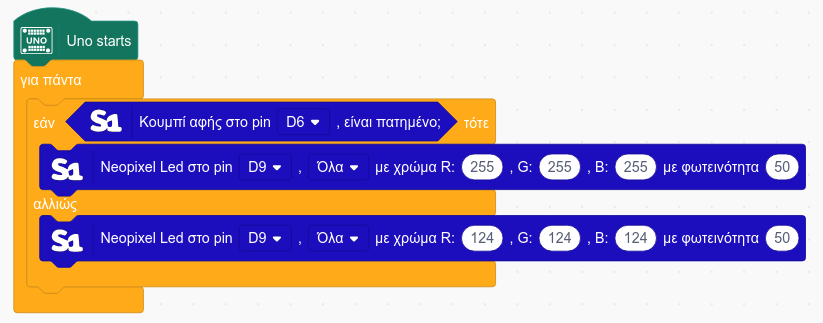 UNO Uno starts
για πάντα
εάν S1 Κουμπί αφής στο pin D6 , είναι πατημένο; τότε
S1 Neopixel Led στο pin D9 , Όλα με χρώμα R: 255 , G: 255 , B: 255 με φωτεινότητα 50
αλλιώς
S1 Neopixel Led στο pin D9 , Όλα με χρώμα R: 124 , G: 124 , B: 124 με φωτεινότητα 50